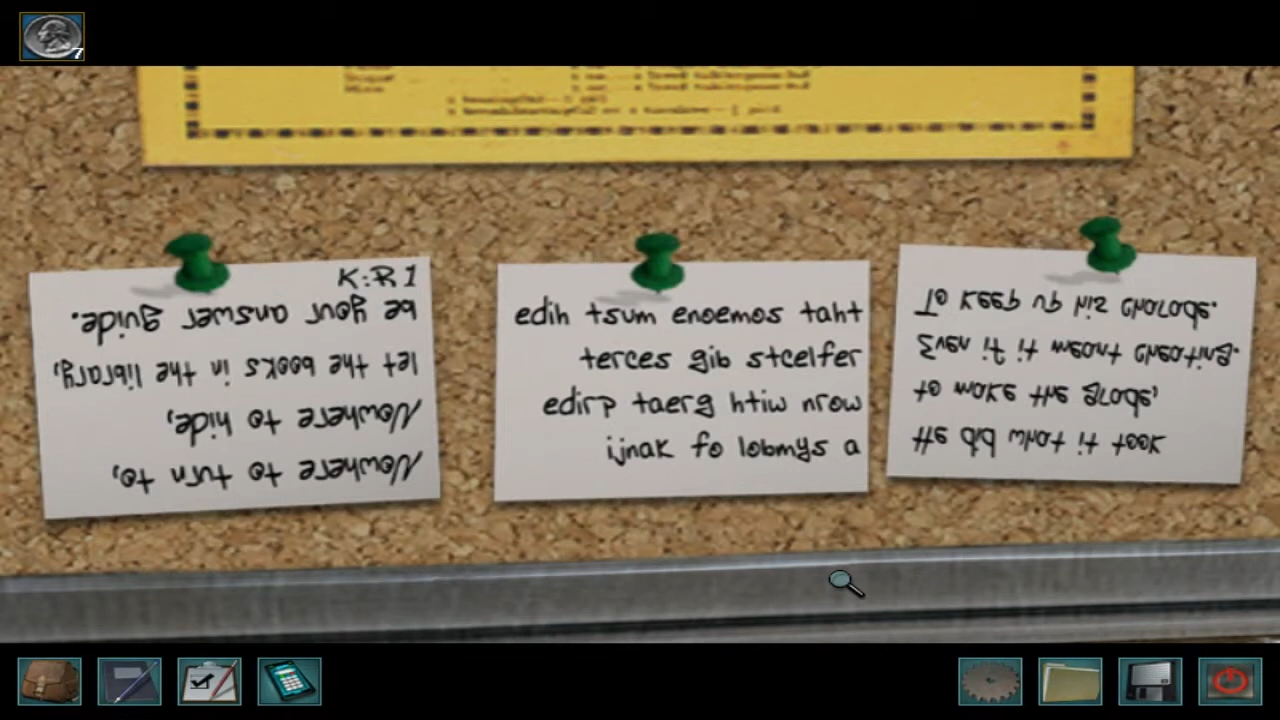 7
K:R 1
Nowhere to turn to,
Nowhere to hide,
let the books in the library,
be your answer guide.
edih tsum enoemos taht
terces gib stcelfer
edirp taerg htiw nrow
ijnak fo lobmys a
He did what it took
to make the grade,
Even if it meant cheating.
To keep up his charade.